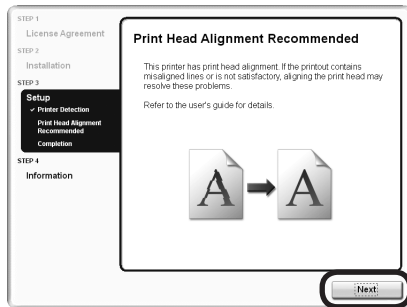 STEP 1
License Agreement
STEP 2
Installation
STEP 3
Setup
Printer Detection
Print Head Alignment
Recommended
Completion
STEP 4
Information
Print Head Alignment Recommended
This printer has print head alignment. If the printout contains
misaligned lines or is not satisfactory, aligning the print head may
resolve these problems.
Refer to the user's guide for details.
A A
Next